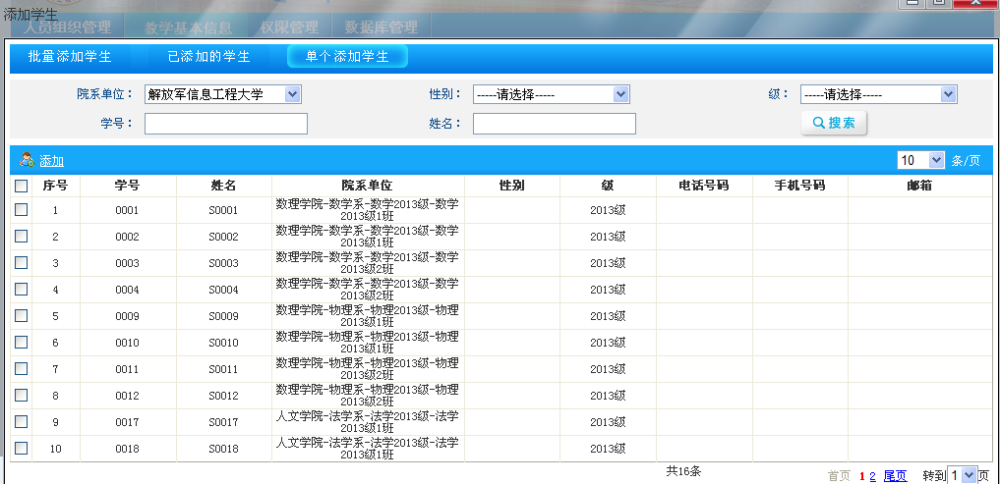 添加学生
人员组织管理 教学基本信息 权限管理 数据库管理
批量添加学生 已添加的学生 单个添加学生
院系单位： 解放军信息工程大学 性别： -----请选择----- 级： -----请选择-----
学号： 姓名： 搜索
添加 10 条/页
序号 学号 姓名 院系单位 性别 级 电话号码 手机号码 邮箱
1 0001 S0001 数理学院-数学系-数学2013级-数学 2013级
2013级1班
2 0002 S0002 数理学院-数学系-数学2013级-数学 2013级
2013级1班
3 0003 S0003 数理学院-数学系-数学2013级-数学 2013级
2013级2班
4 0004 S0004 数理学院-数学系-数学2013级-数学 2013级
2013级2班
5 0009 S0009 数理学院-物理系-物理2013级-物理 2013级
2013级1班
6 0010 S0010 数理学院-物理系-物理2013级-物理 2013级
2013级1班
7 0011 S0011 数理学院-物理系-物理2013级-物理 2013级
2013级2班
8 0012 S0012 数理学院-物理系-物理2013级-物理 2013级
2013级2班
9 0017 S0017 人文学院-法学系-法学2013级-法学 2013级
2013级1班
10 0018 S0018 人文学院-法学系-法学2013级-法学 2013级
2013级1班
共16条 首页 1 2 尾页 转到 1 页